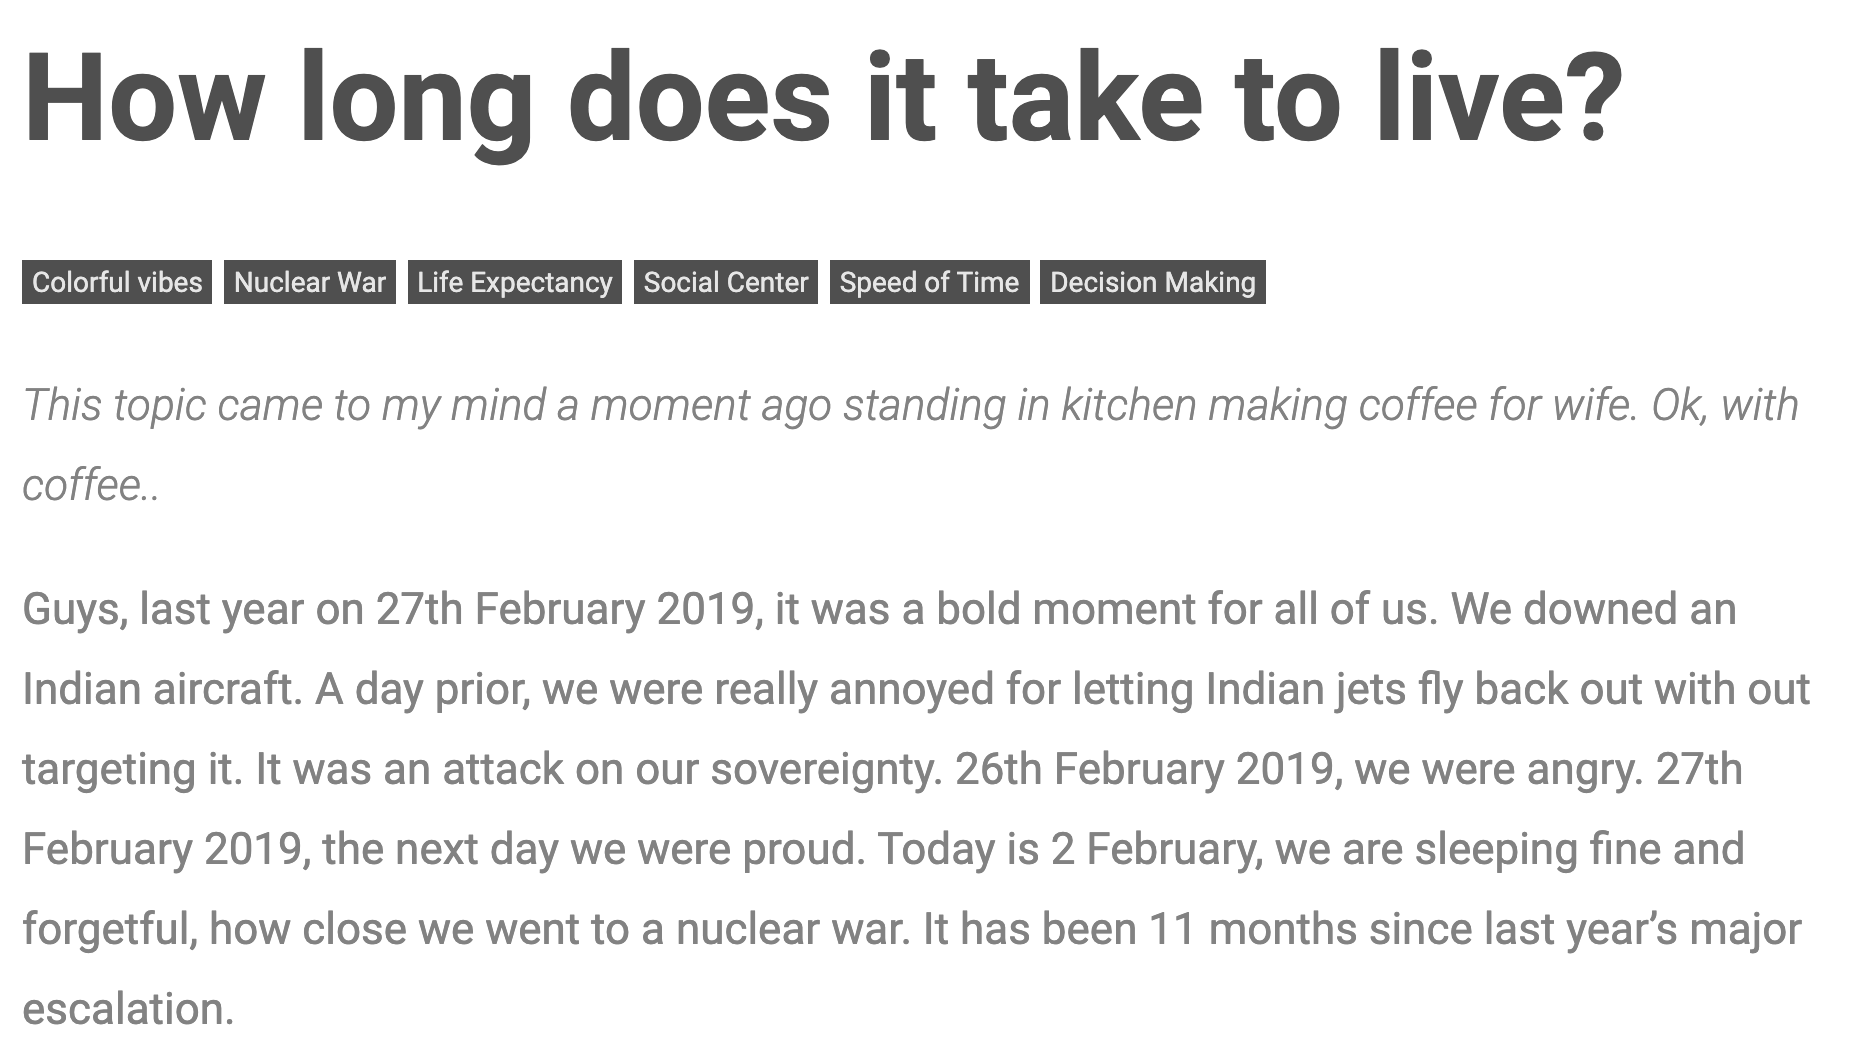 How long does it take to live?
Colorful vibes Nuclear War Life Expectancy Social Center Speed of Time Decision Making
This topic came to my mind a moment ago standing in kitchen making coffee for wife. Ok, with
coffee..
Guys, last year on 27th February 2019, it was a bold moment for all of us. We downed an
Indian aircraft. A day prior, we were really annoyed for letting Indian jets fly back out with out
targeting it. It was an attack on our sovereignty. 26th February 2019, we were angry. 27th
February 2019, the next day we were proud. Today is 2 February, we are sleeping fine and
forgetful, how close we went to a nuclear war. It has been 11 months since last year’s major
escalation.